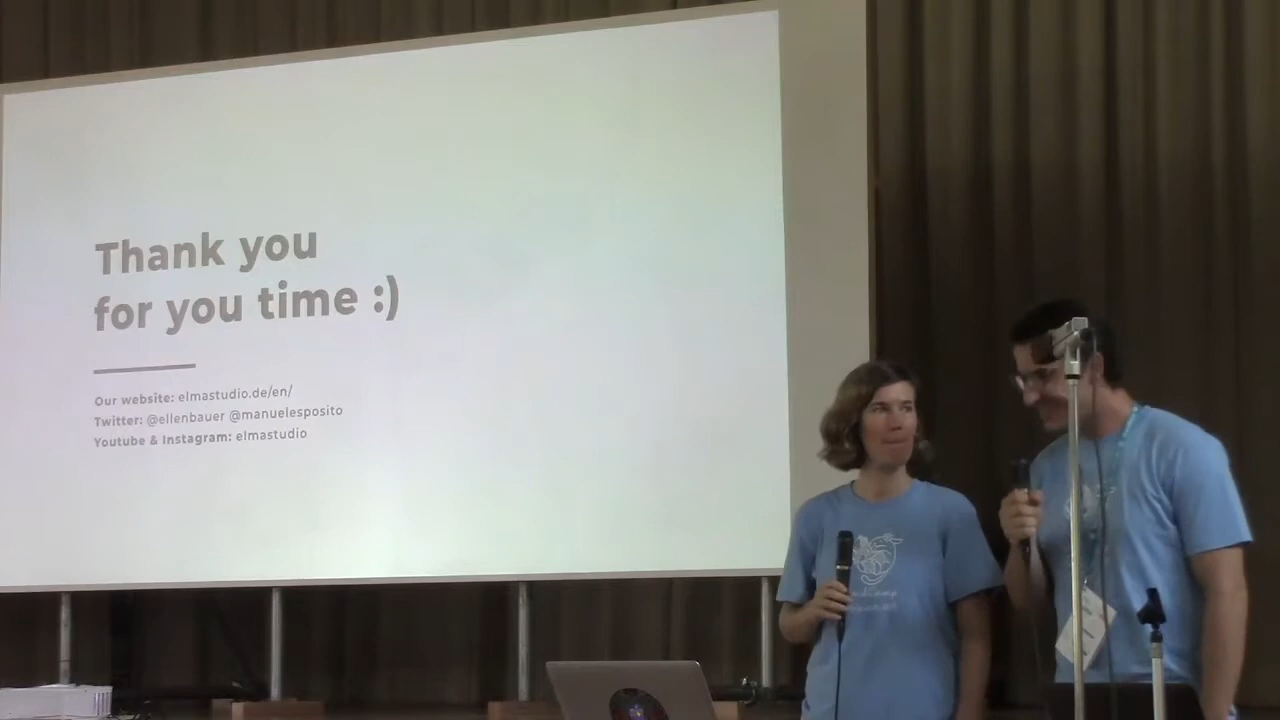 Thank you
for you time :)
Our website: elmastudio.de/en/
Twitter: @ellenbauer @manuelesposito
Youtube & Instagram: elmastudio